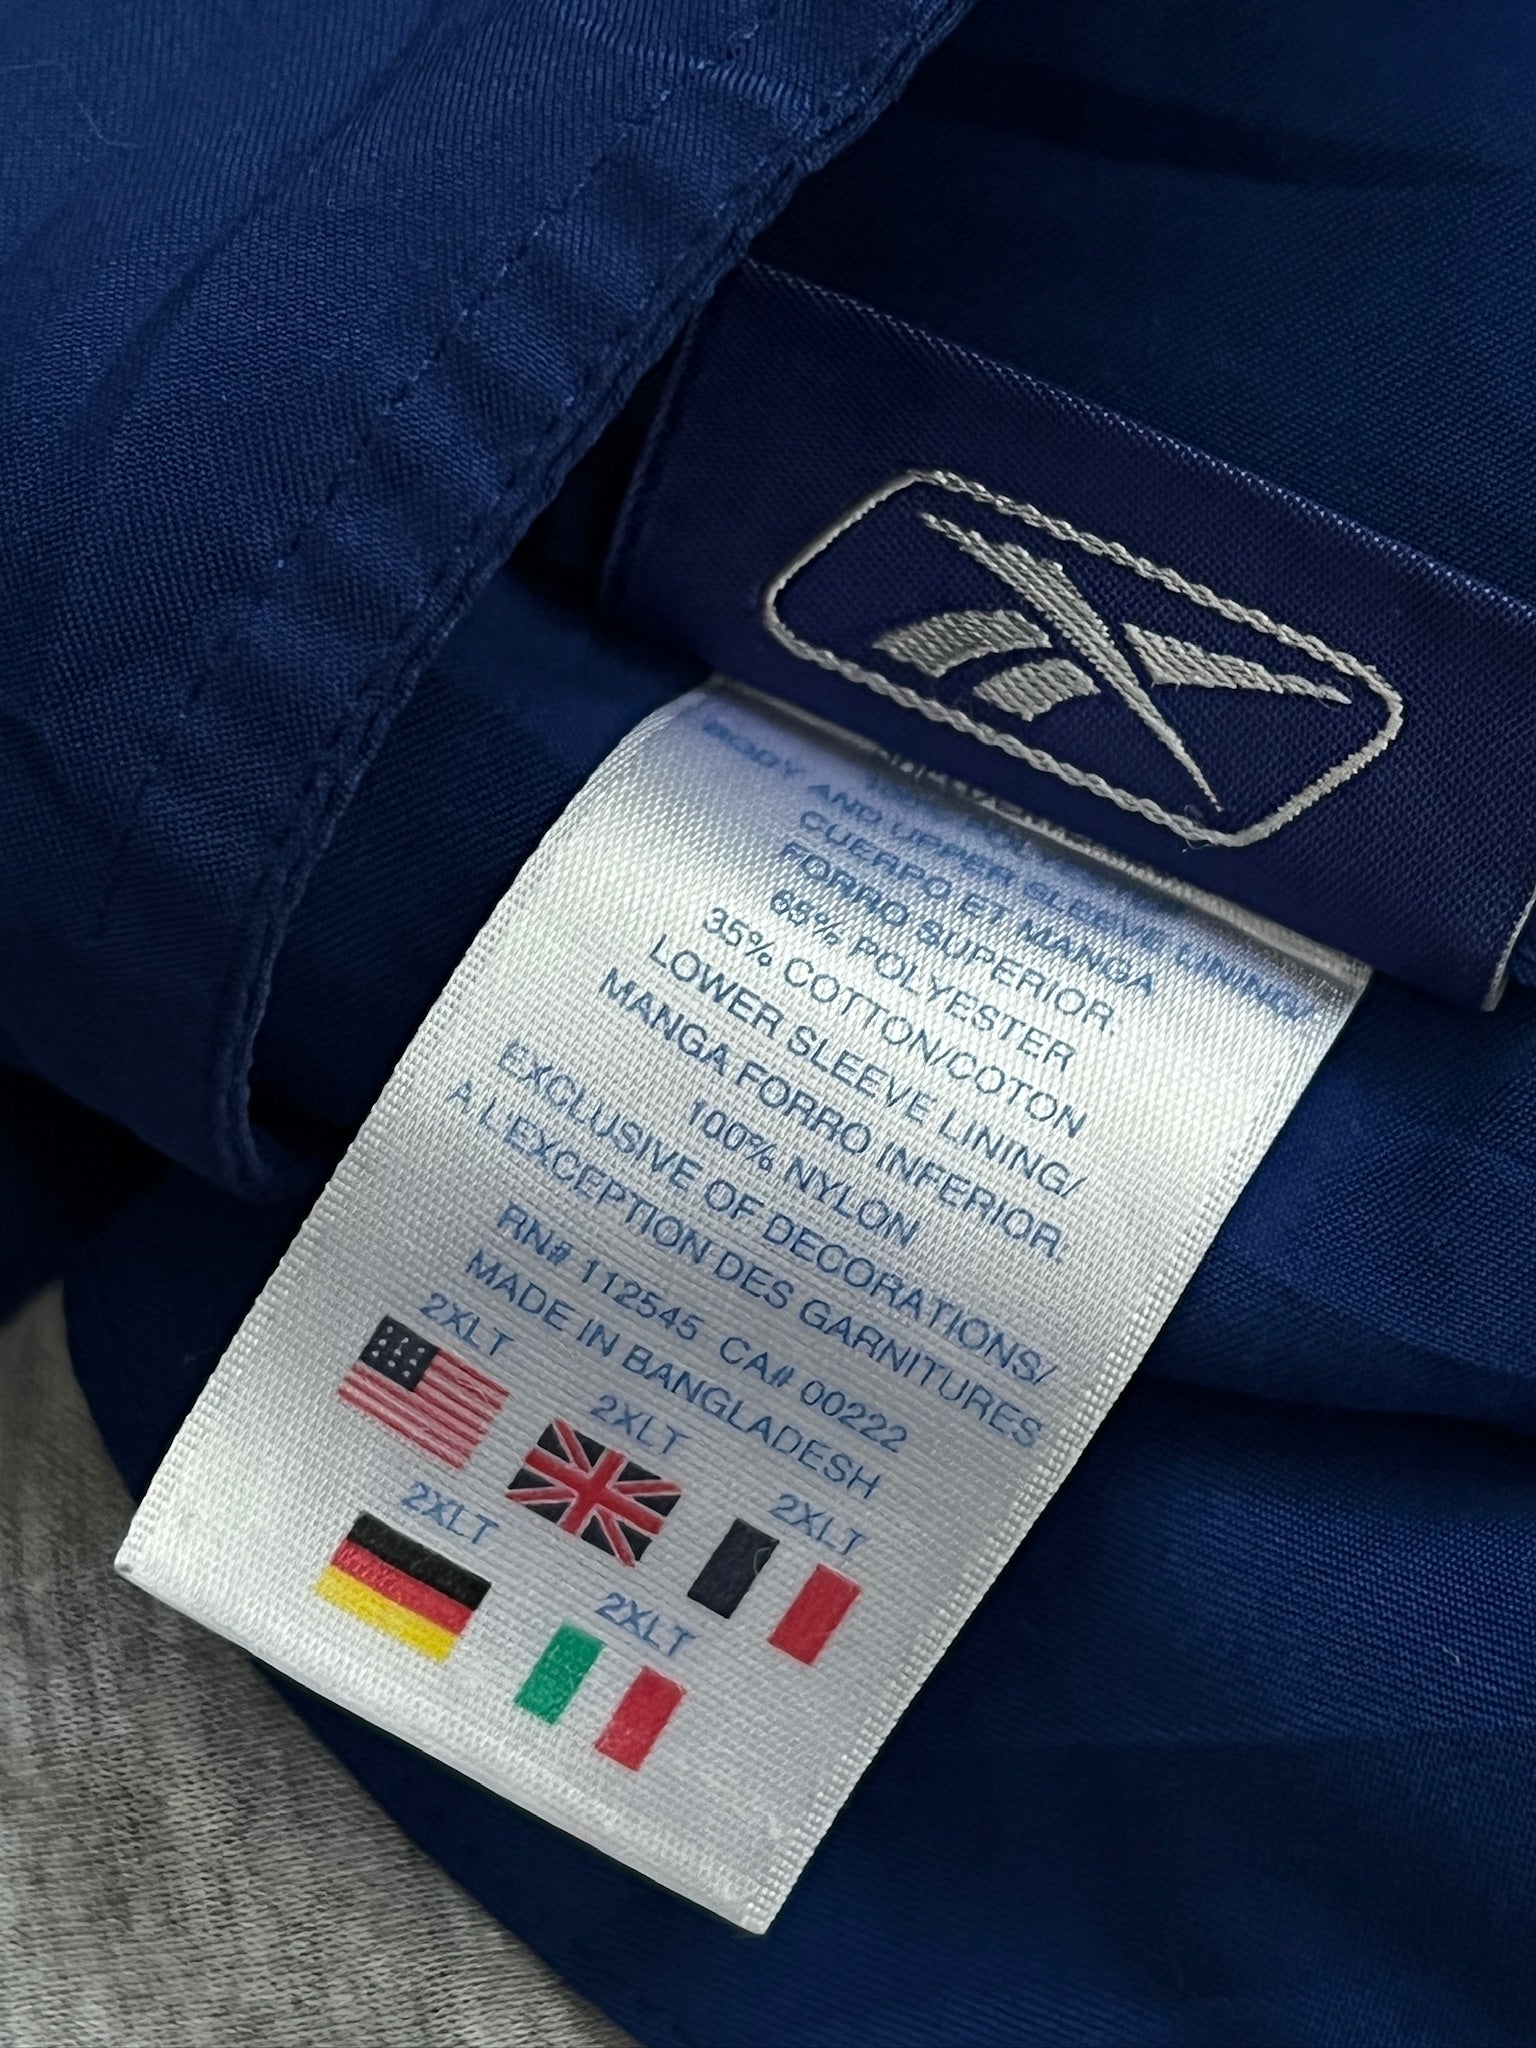 BODY AND UPPER SLEEVE LINING/
CUERPO ET MANGA
FORRO SUPERIOR:
65% POLYESTER
35% COTTON/COTON
LOWER SLEEVE LINING/
MANGA FORRO INFERIOR:
100% NYLON
EXCLUSIVE OF DECORATIONS/
A L'EXCEPTION DES GARNITURES
RN# 112545 CA# 00222
MADE IN BANGLADESH
2XLT
2XLT
2XLT
2XLT
2XLT